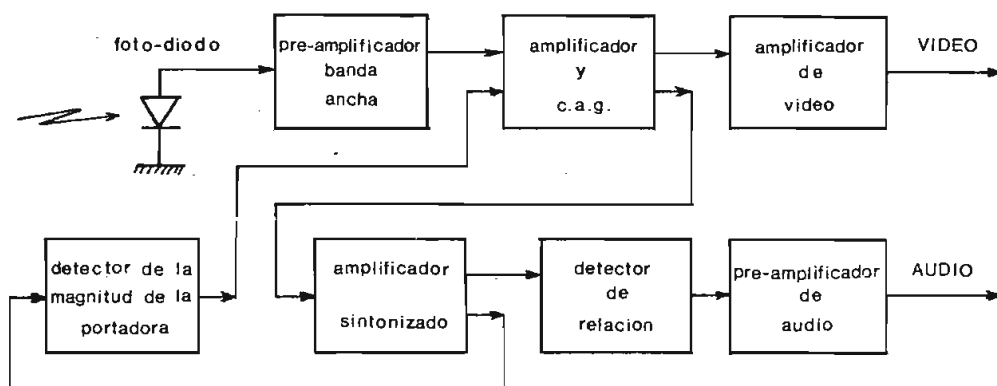 foto-diodo
pre-amplificador
banda
ancha
amplificador
y
c.a.g.
amplificador
de
video
VIDEO
detector de la
magnitud de la
portadora
amplificador
sintonizado
detector
de
relacion
pre-amplificador
de
audio
AUDIO